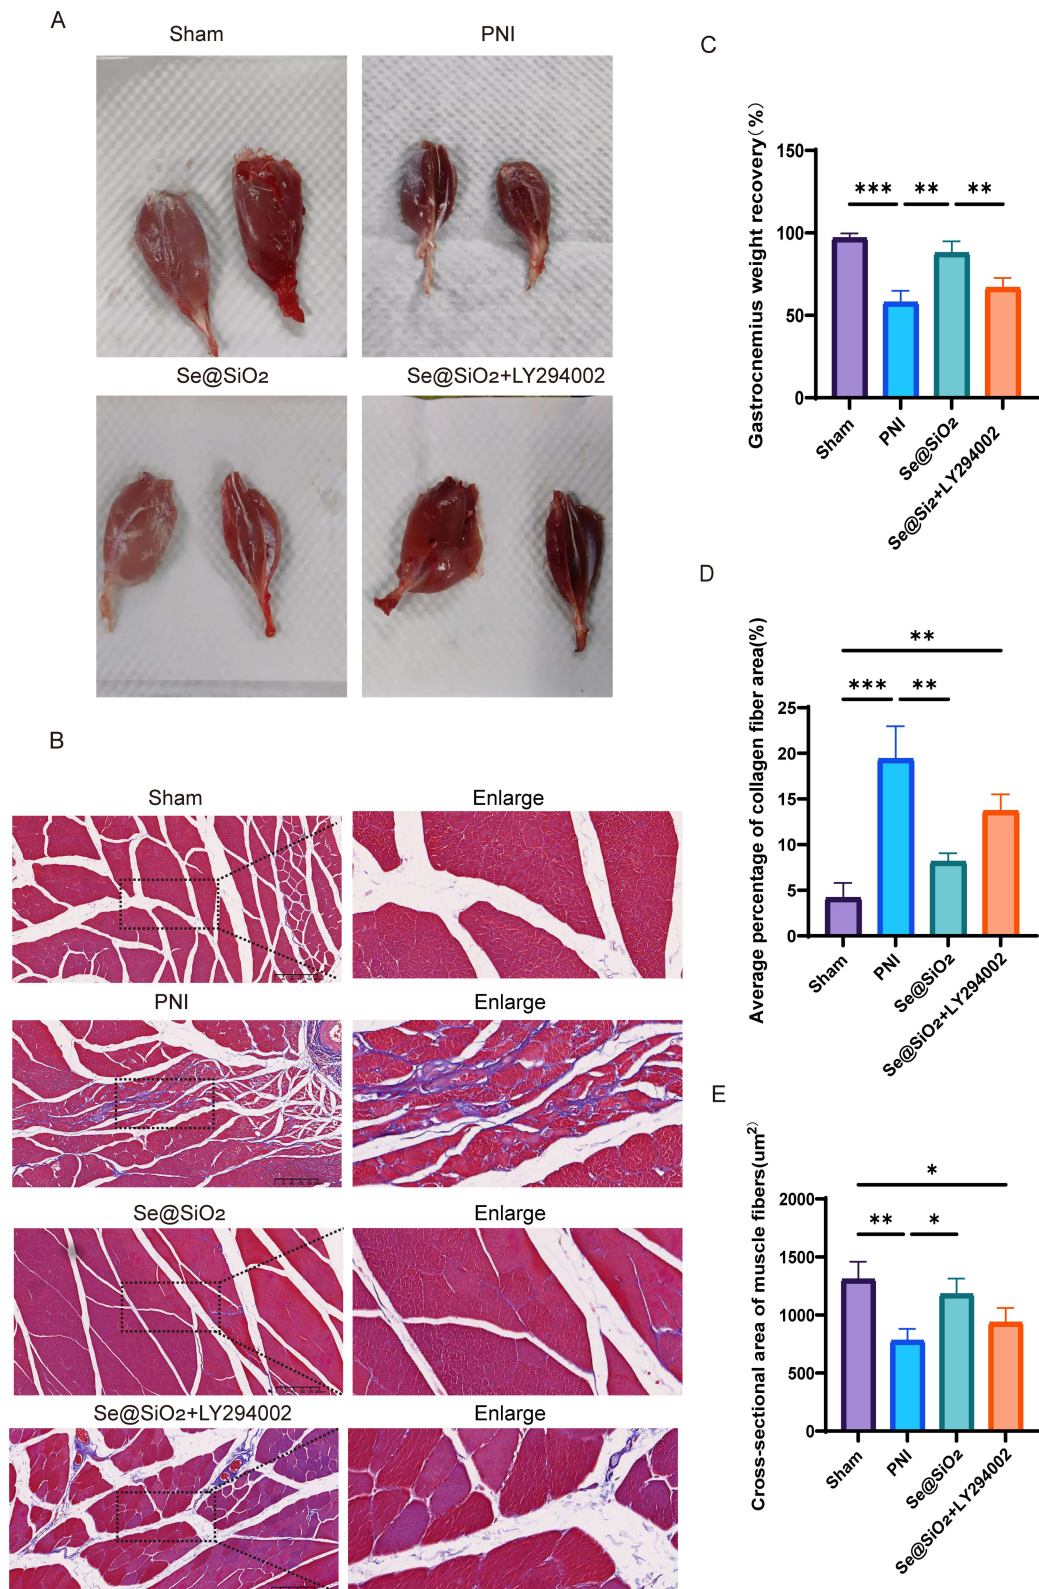 A
Sham
PNI
Se@SiO₂
Se@SiO₂+LY294002
B
Sham
Enlarge
PNI
Enlarge
Se@SiO₂
Enlarge
Se@SiO₂+LY294002
Enlarge
C
Gastrocnemius weight recovery(%)
150
100
50
0
***
**
**
Sham
PNI
Se@SiO₂
Se@Si₂+LY294002
D
Average percentage of collagen fiber area(%)
25
20
15
10
5
0
**
***
**
Sham
PNI
Se@SiO₂
Se@SiO₂+LY294002
E
Cross-sectional area of muscle fibers(um²)
2000
1500
1000
500
0
*
**
*
Sham
PNI
Se@SiO₂
Se@SiO₂+LY294002